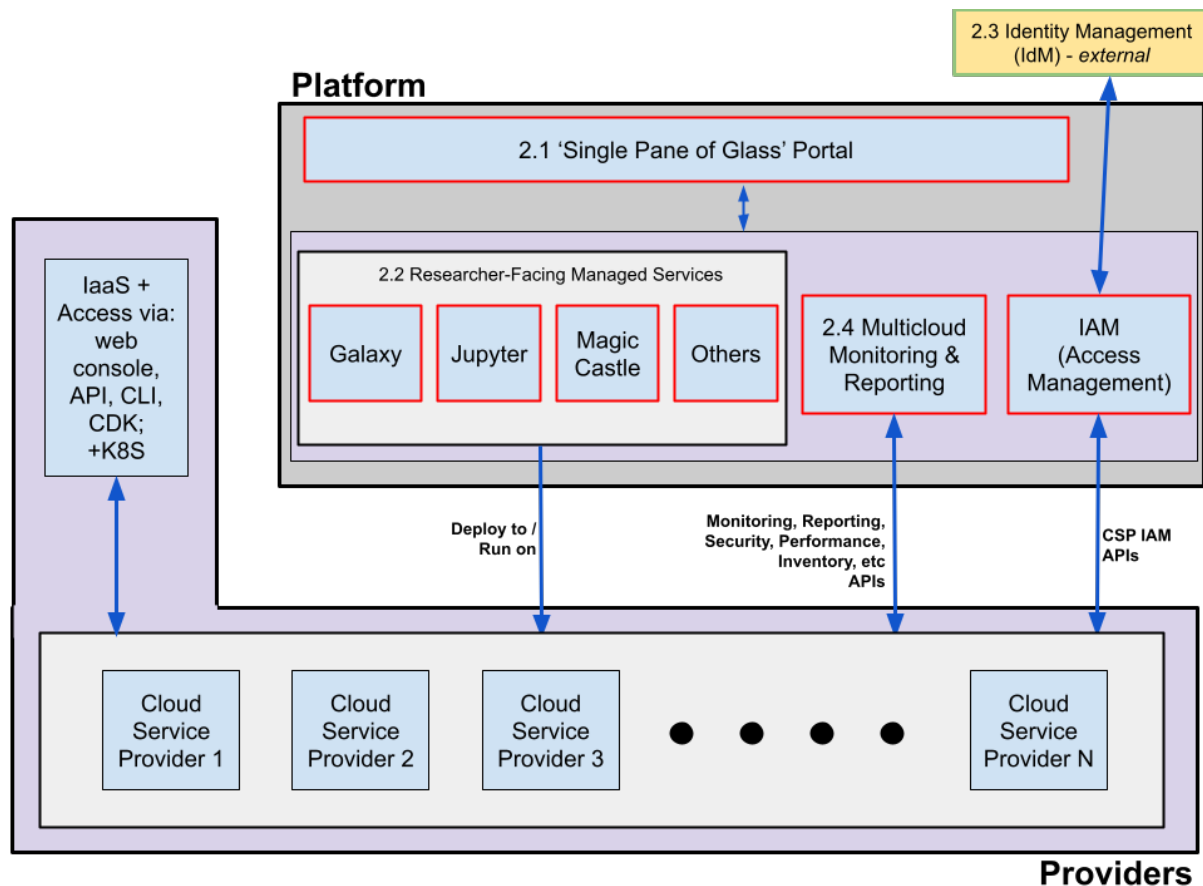 2.3 Identity Management
(IdM) - external
Platform
2.1 ‘Single Pane of Glass’ Portal
2.2 Researcher-Facing Managed Services
Galaxy
Jupyter
Magic
Castle
Others
2.4 Multicloud
Monitoring &
Reporting
IAM
(Access
Management)
IaaS +
Access via:
web
console,
API, CLI,
CDK;
+K8S
Deploy to /
Run on
Monitoring, Reporting,
Security, Performance,
Inventory, etc
APIs
CSP IAM
APIs
Cloud
Service
Provider 1
Cloud
Service
Provider 2
Cloud
Service
Provider 3
Cloud
Service
Provider N
Providers